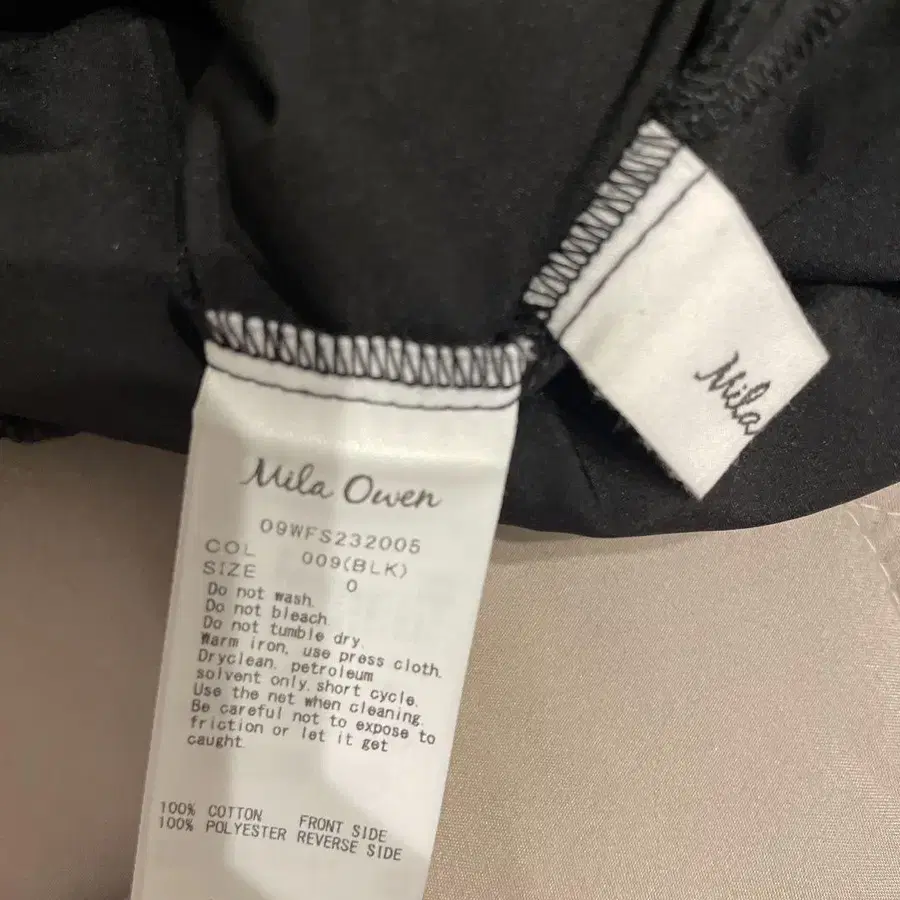 Mila Owen
09WFS232005
COL 009(BLK)
SIZE 0
Do not wash.
Do not bleach.
Do not tumble dry.
Warm iron, use press cloth.
Dryclean, petroleum
solvent only, short cycle.
Use the net when cleaning.
Be careful not to expose to
friction or let it get
caught.
100% COTTON FRONT SIDE
100% POLYESTER REVERSE SIDE
Mila